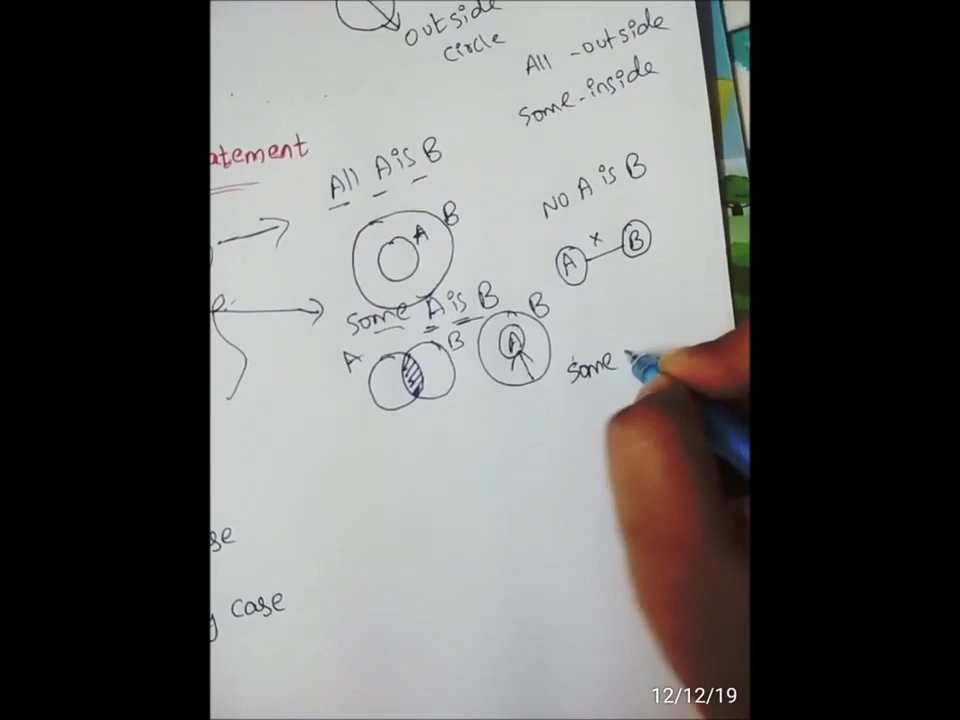 outside
circle
All - outside
Some - inside
atement
All A is B
B
A
NO A is B
A x B
Some A is B
A
B
B
A
Some
se
y case
12/12/19